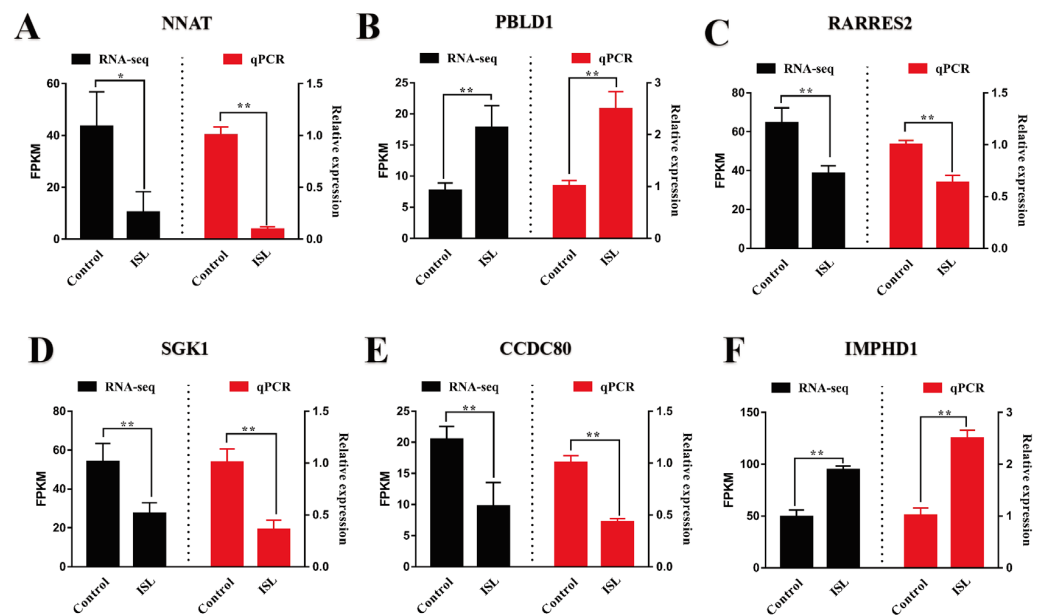 A
NNAT
RNA-seq
qPCR
FPKM
60
40
20
0
*
**
1.5
1.0
0.5
0.0
Relative expression
Control
ISL
Control
ISL
B
PBLD1
RNA-seq
qPCR
FPKM
25
20
15
10
5
0
**
**
3
2
1
0
Relative expression
Control
ISL
Control
ISL
C
RARRES2
RNA-seq
qPCR
FPKM
80
60
40
20
0
**
**
1.5
1.0
0.5
0.0
Relative expression
Control
ISL
Control
ISL
D
SGK1
RNA-seq
qPCR
FPKM
80
60
40
20
0
**
**
1.5
1.0
0.5
0.0
Relative expression
Control
ISL
Control
ISL
E
CCDC80
RNA-seq
qPCR
FPKM
25
20
15
10
5
0
**
**
1.5
1.0
0.5
0.0
Relative expression
Control
ISL
Control
ISL
F
IMPHD1
RNA-seq
qPCR
FPKM
150
100
50
0
**
**
3
2
1
0
Relative expression
Control
ISL
Control
ISL